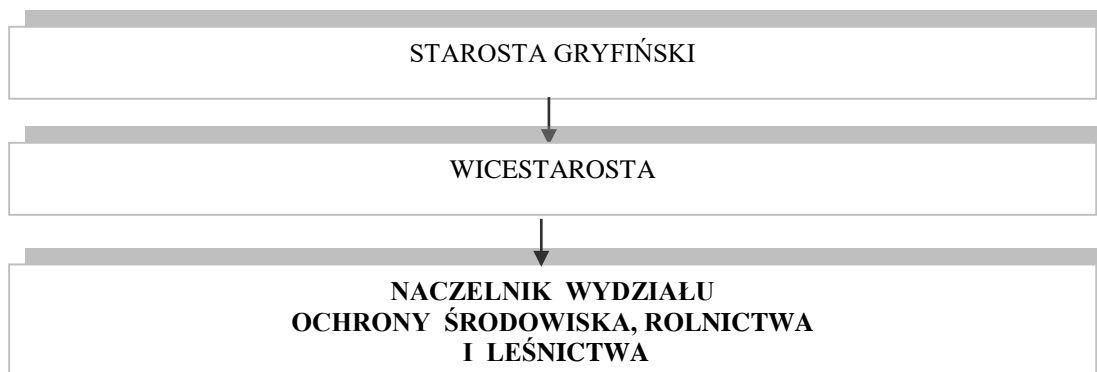 STAROSTA GRYFIŃSKI
WICESTAROSTA
NACZELNIK WYDZIAŁU
OCHRONY ŚRODOWISKA, ROLNICTWA
I LEŚNICTWA